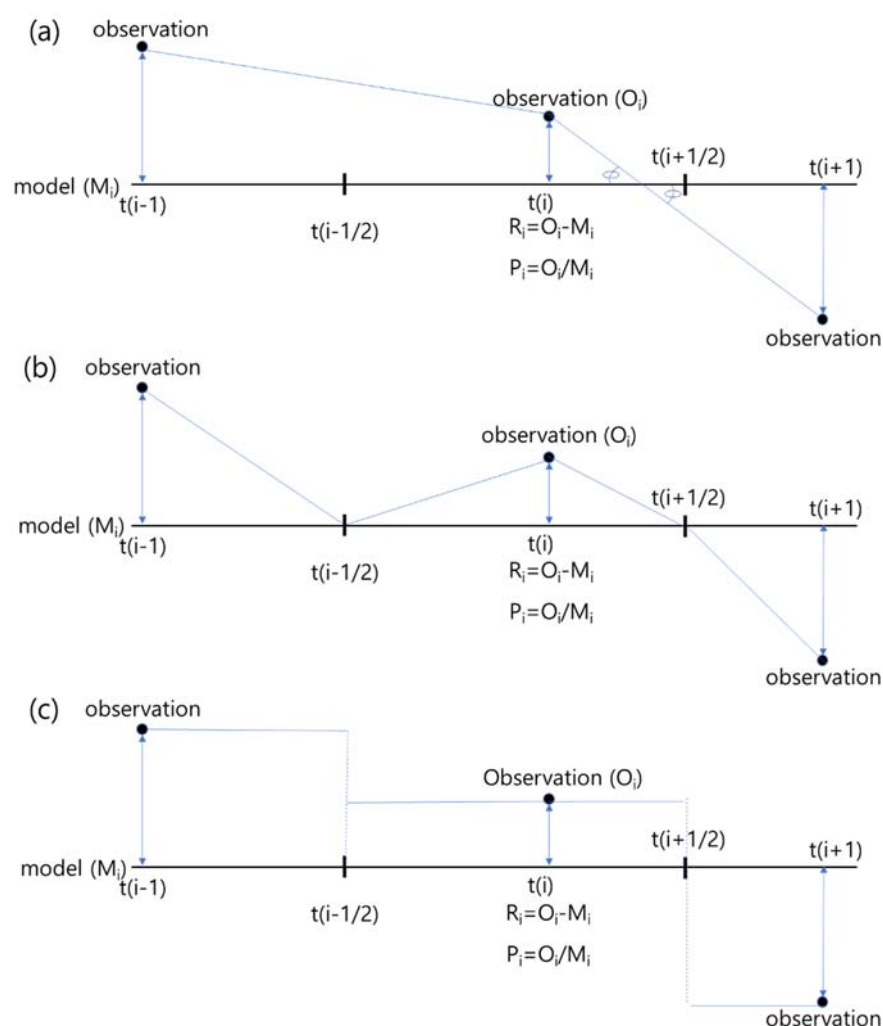 (a)
observation
observation (Oᵢ)
t(i+1/2)
t(i+1)
model (Mᵢ)
t(i-1)
t(i)
t(i-1/2)
Rᵢ=Oᵢ-Mᵢ
Pᵢ=Oᵢ/Mᵢ
observation
(b)
observation
observation (Oᵢ)
t(i+1/2)
t(i+1)
model (Mᵢ)
t(i-1)
t(i)
t(i-1/2)
Rᵢ=Oᵢ-Mᵢ
Pᵢ=Oᵢ/Mᵢ
observation
(c)
observation
Observation (Oᵢ)
t(i+1/2)
t(i+1)
model (Mᵢ)
t(i-1)
t(i)
t(i-1/2)
Rᵢ=Oᵢ-Mᵢ
Pᵢ=Oᵢ/Mᵢ
observation